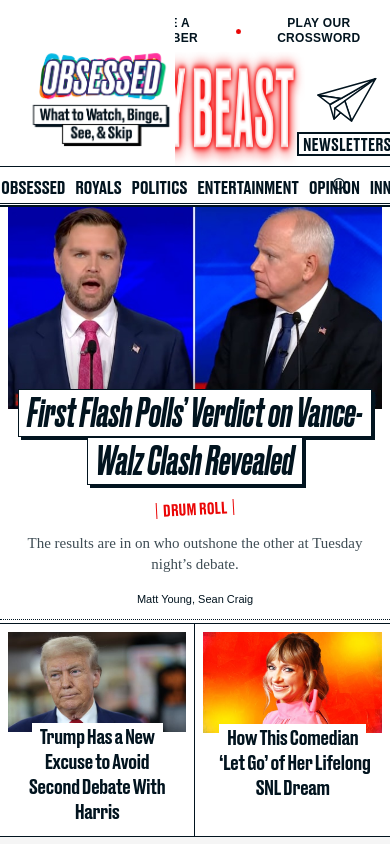 E A
BER
PLAY OUR
CROSSWORD
OBSESSED
What to Watch, Binge,
See, & Skip
Y BEAST
NEWSLETTERS
OBSESSED ROYALS POLITICS ENTERTAINMENT OPINION INN
First Flash Polls’ Verdict on Vance-
Walz Clash Revealed
DRUM ROLL
The results are in on who outshone the other at Tuesday
night’s debate.
Matt Young, Sean Craig
Trump Has a New
Excuse to Avoid
Second Debate With
Harris
How This Comedian
‘Let Go’ of Her Lifelong
SNL Dream